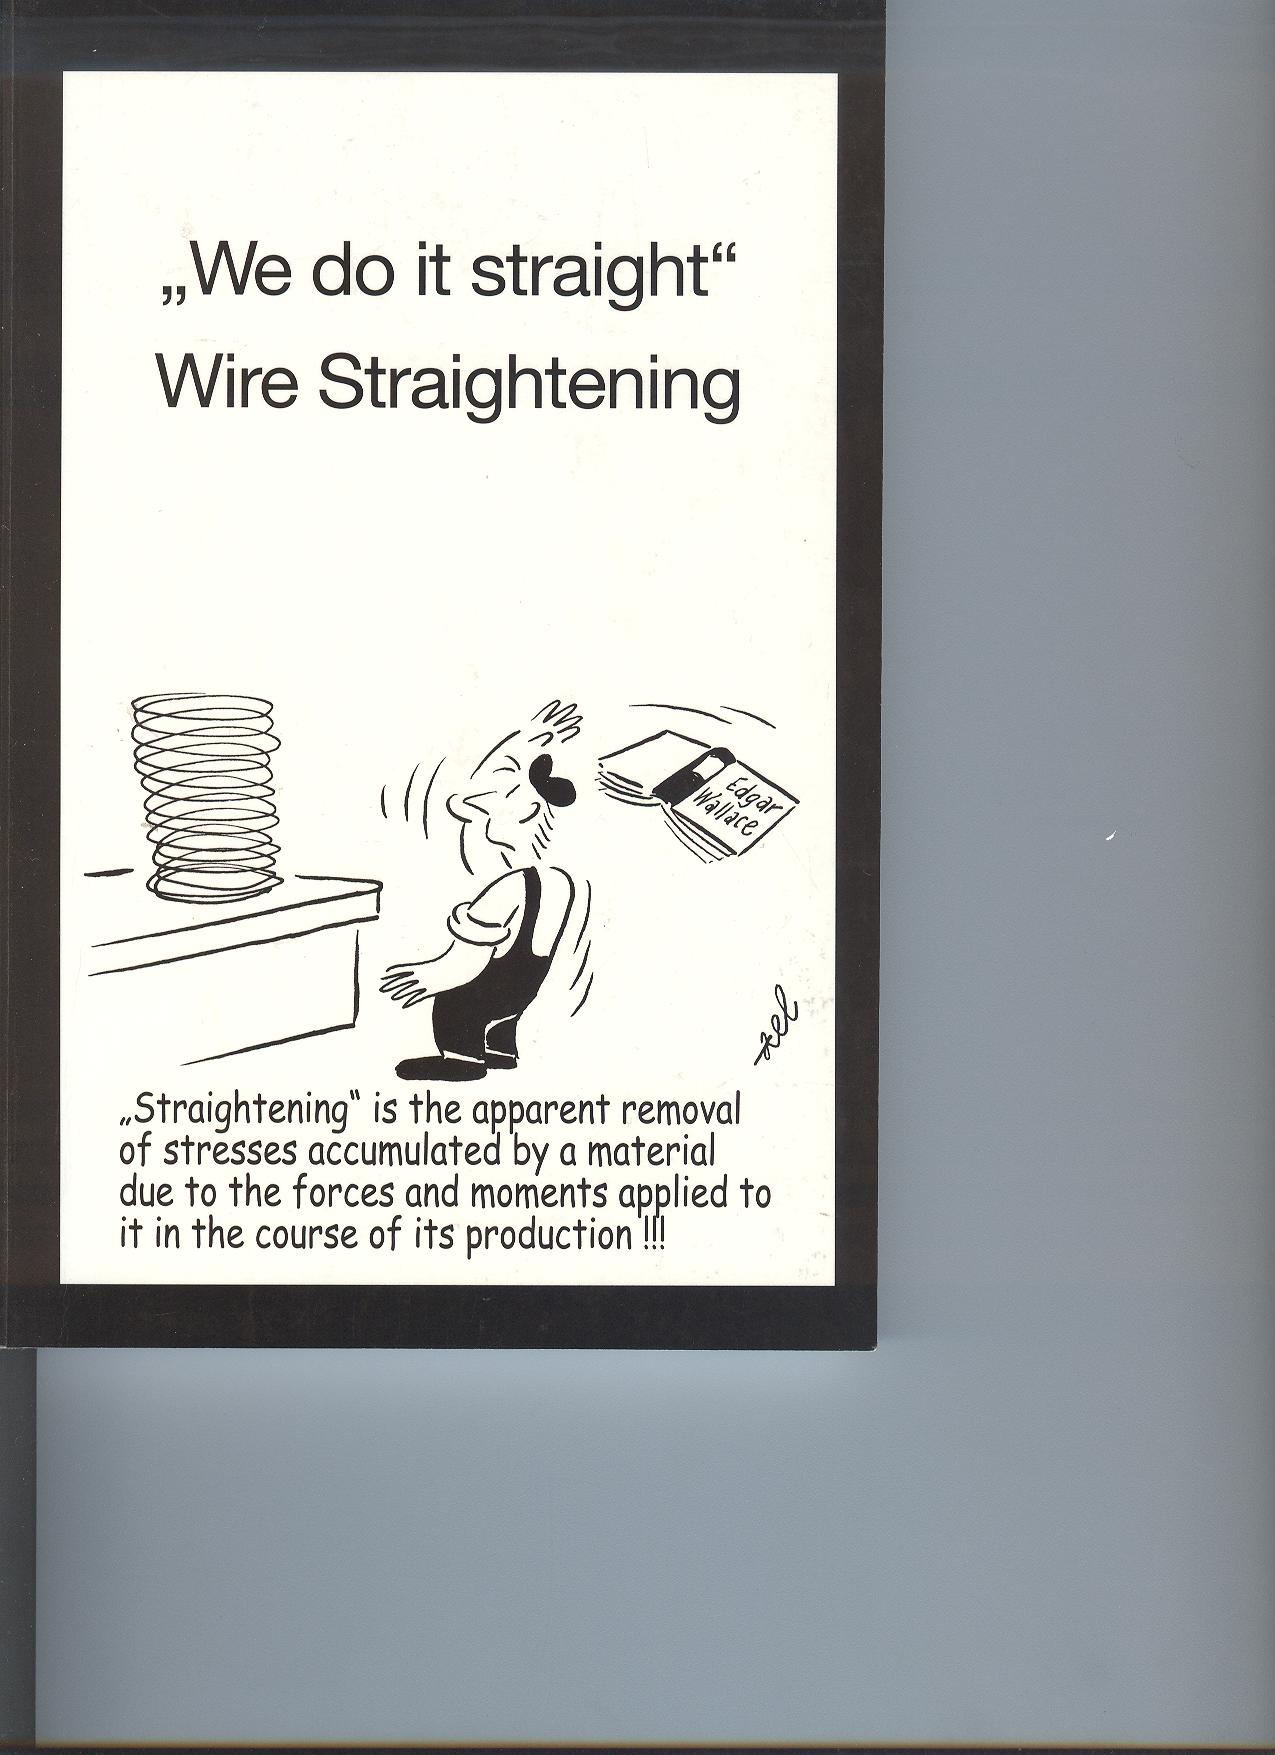 „We do it straight“
Wire Straightening
Edgar
Wallace
zel
„Straightening“ is the apparent removal
of stresses accumulated by a material
due to the forces and moments applied to
it in the course of its production !!!